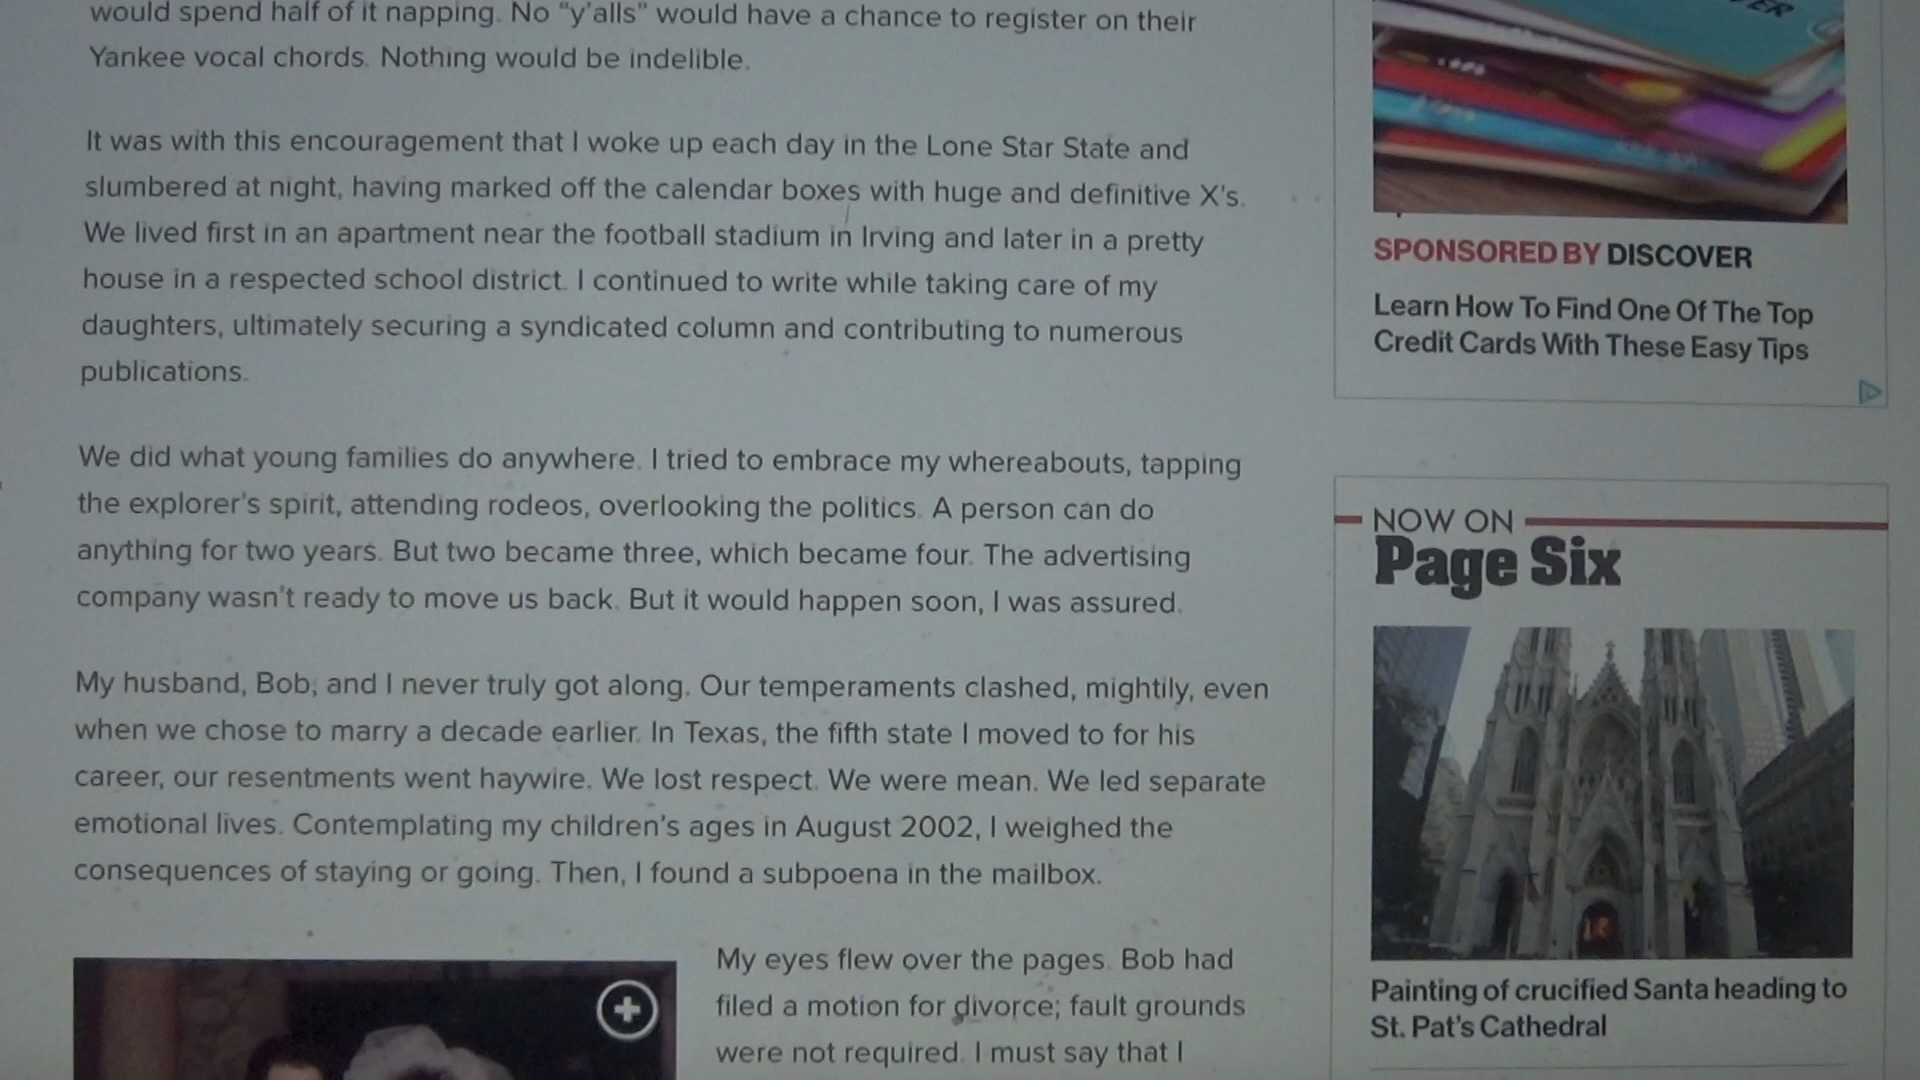 would spend half of it napping. No “y’alls” would have a chance to register on their
Yankee vocal chords. Nothing would be indelible.
It was with this encouragement that I woke up each day in the Lone Star State and
slumbered at night, having marked off the calendar boxes with huge and definitive X's.
We lived first in an apartment near the football stadium in Irving and later in a pretty
house in a respected school district. I continued to write while taking care of my
daughters, ultimately securing a syndicated column and contributing to numerous
publications.
We did what young families do anywhere. I tried to embrace my whereabouts, tapping
the explorer’s spirit, attending rodeos, overlooking the politics. A person can do
anything for two years. But two became three, which became four. The advertising
company wasn’t ready to move us back. But it would happen soon, I was assured.
My husband, Bob, and I never truly got along. Our temperaments clashed, mightily, even
when we chose to marry a decade earlier. In Texas, the fifth state I moved to for his
career, our resentments went haywire. We lost respect. We were mean. We led separate
emotional lives. Contemplating my children’s ages in August 2002, I weighed the
consequences of staying or going. Then, I found a subpoena in the mailbox.
My eyes flew over the pages. Bob had
filed a motion for divorce; fault grounds
were not required. I must say that I
SPONSORED BY DISCOVER
Learn How To Find One Of The Top
Credit Cards With These Easy Tips
NOW ON
Page Six
Painting of crucified Santa heading to
St. Pat’s Cathedral